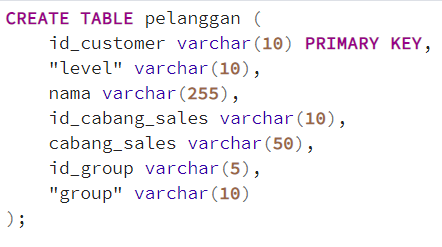 CREATE TABLE pelanggan (
    id_customer varchar(10) PRIMARY KEY,
    "level" varchar(10),
    nama varchar(255),
    id_cabang_sales varchar(10),
    cabang_sales varchar(50),
    id_group varchar(5),
    "group" varchar(10)
);